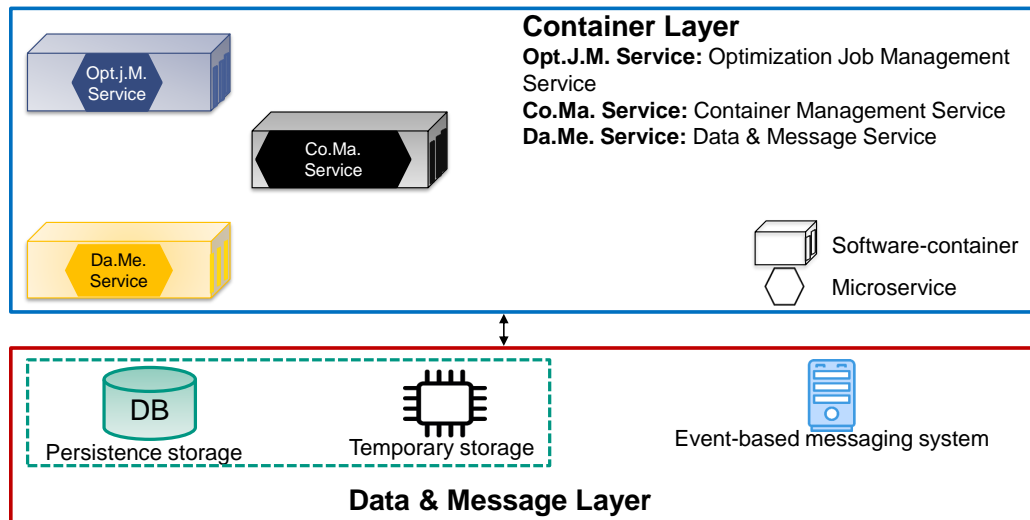 Container Layer
Opt.J.M. Service: Optimization Job Management
Service
Co.Ma. Service: Container Management Service
Da.Me. Service: Data & Message Service
Opt.j.M.
Service
Co.Ma.
Service
Da.Me.
Service
Software-container
Microservice
DB
Persistence storage
Temporary storage
Event-based messaging system
Data & Message Layer